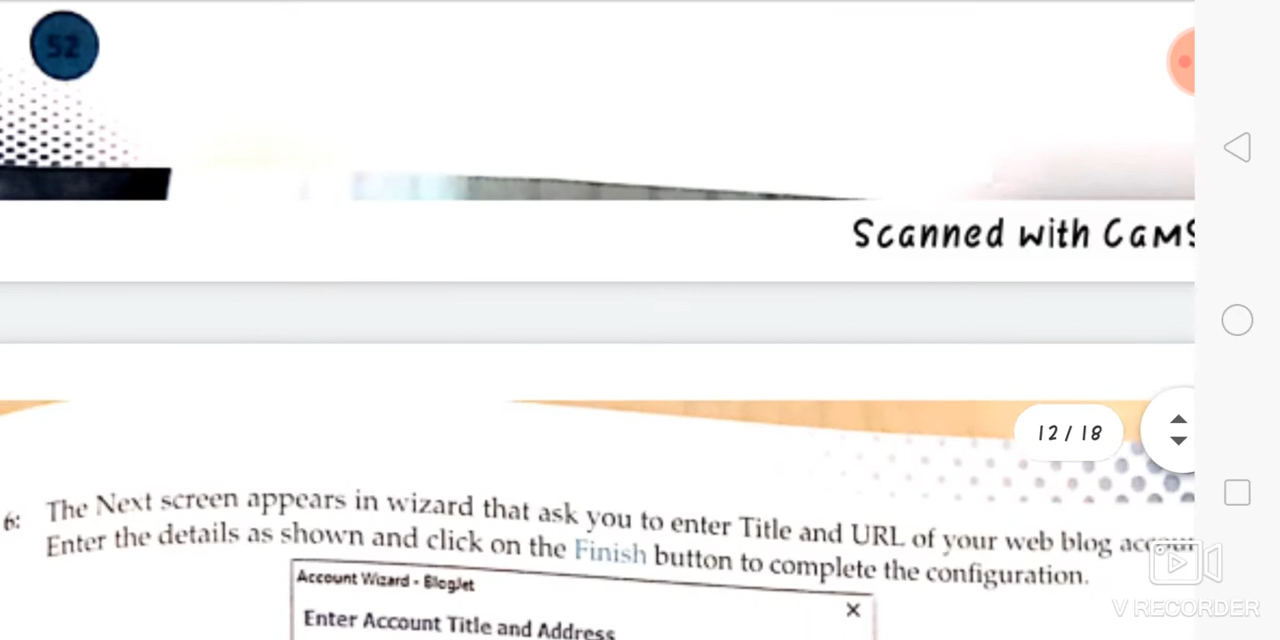 52
Scanned with CamS
12 / 18
6: The Next screen appears in wizard that ask you to enter Title and URL of your web blog accour
Enter the details as shown and click on the Finish button to complete the configuration.
Account Wizard - BlogJet
Enter Account Title and Address
V RECORDER